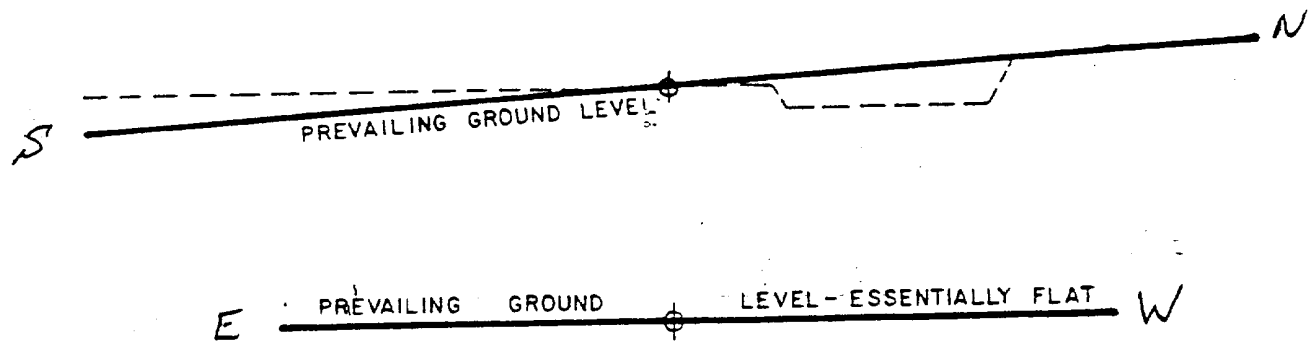 N
S
PREVAILING GROUND LEVEL
E PREVAILING GROUND LEVEL-ESSENTIALLY FLAT W